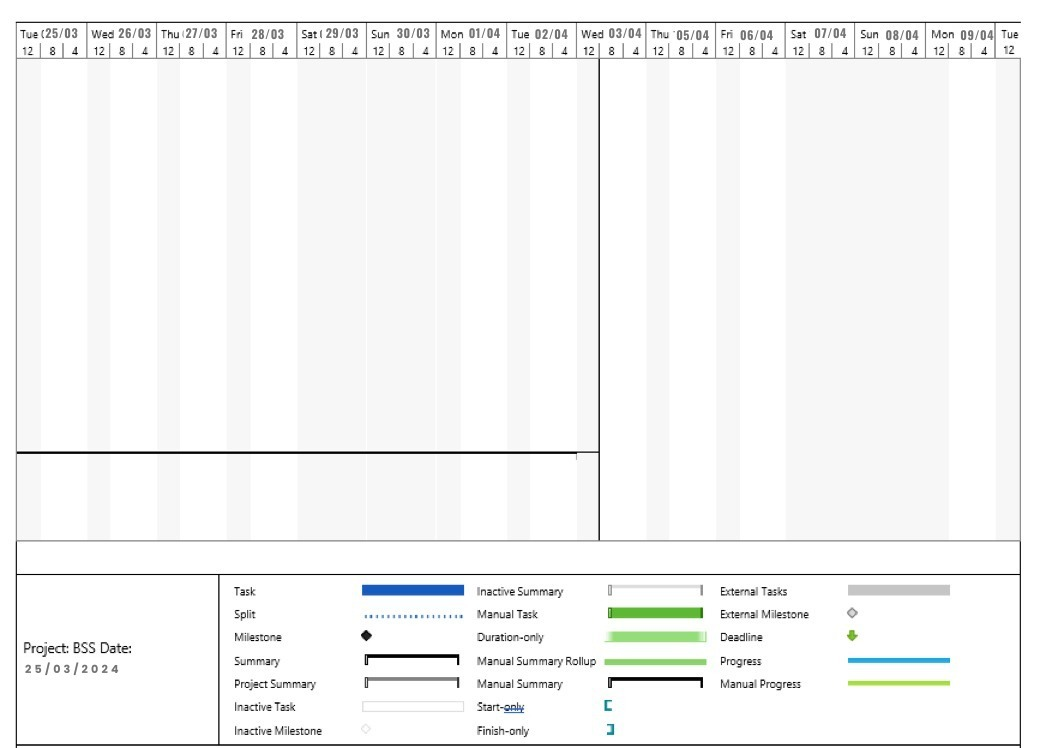 Tue (25/03 Wed 26/03 Thu (27/03 Fri 28/03 Sat( 29/03 Sun 30/03 Mon 01/04 Tue 02/04 Wed 03/04 Thu '05/04 Fri 06/04 Sat 07/04 Sun 08/04 Mon 09/04 Tue
12 8 4 12 8 4 12 8 4 12 8 4 12 8 4 12 8 4 12 8 4 12 8 4 12 8 4 12 8 4 12 8 4 12 8 4 12 8 4 12 8 4 12
Project: BSS Date:
25/03/2024
Task
Split
Milestone
Summary
Project Summary
Inactive Task
Inactive Milestone
Inactive Summary
Manual Task
Duration-only
Manual Summary Rollup
Manual Summary
Start-only
Finish-only
External Tasks
External Milestone
Deadline
Progress
Manual Progress